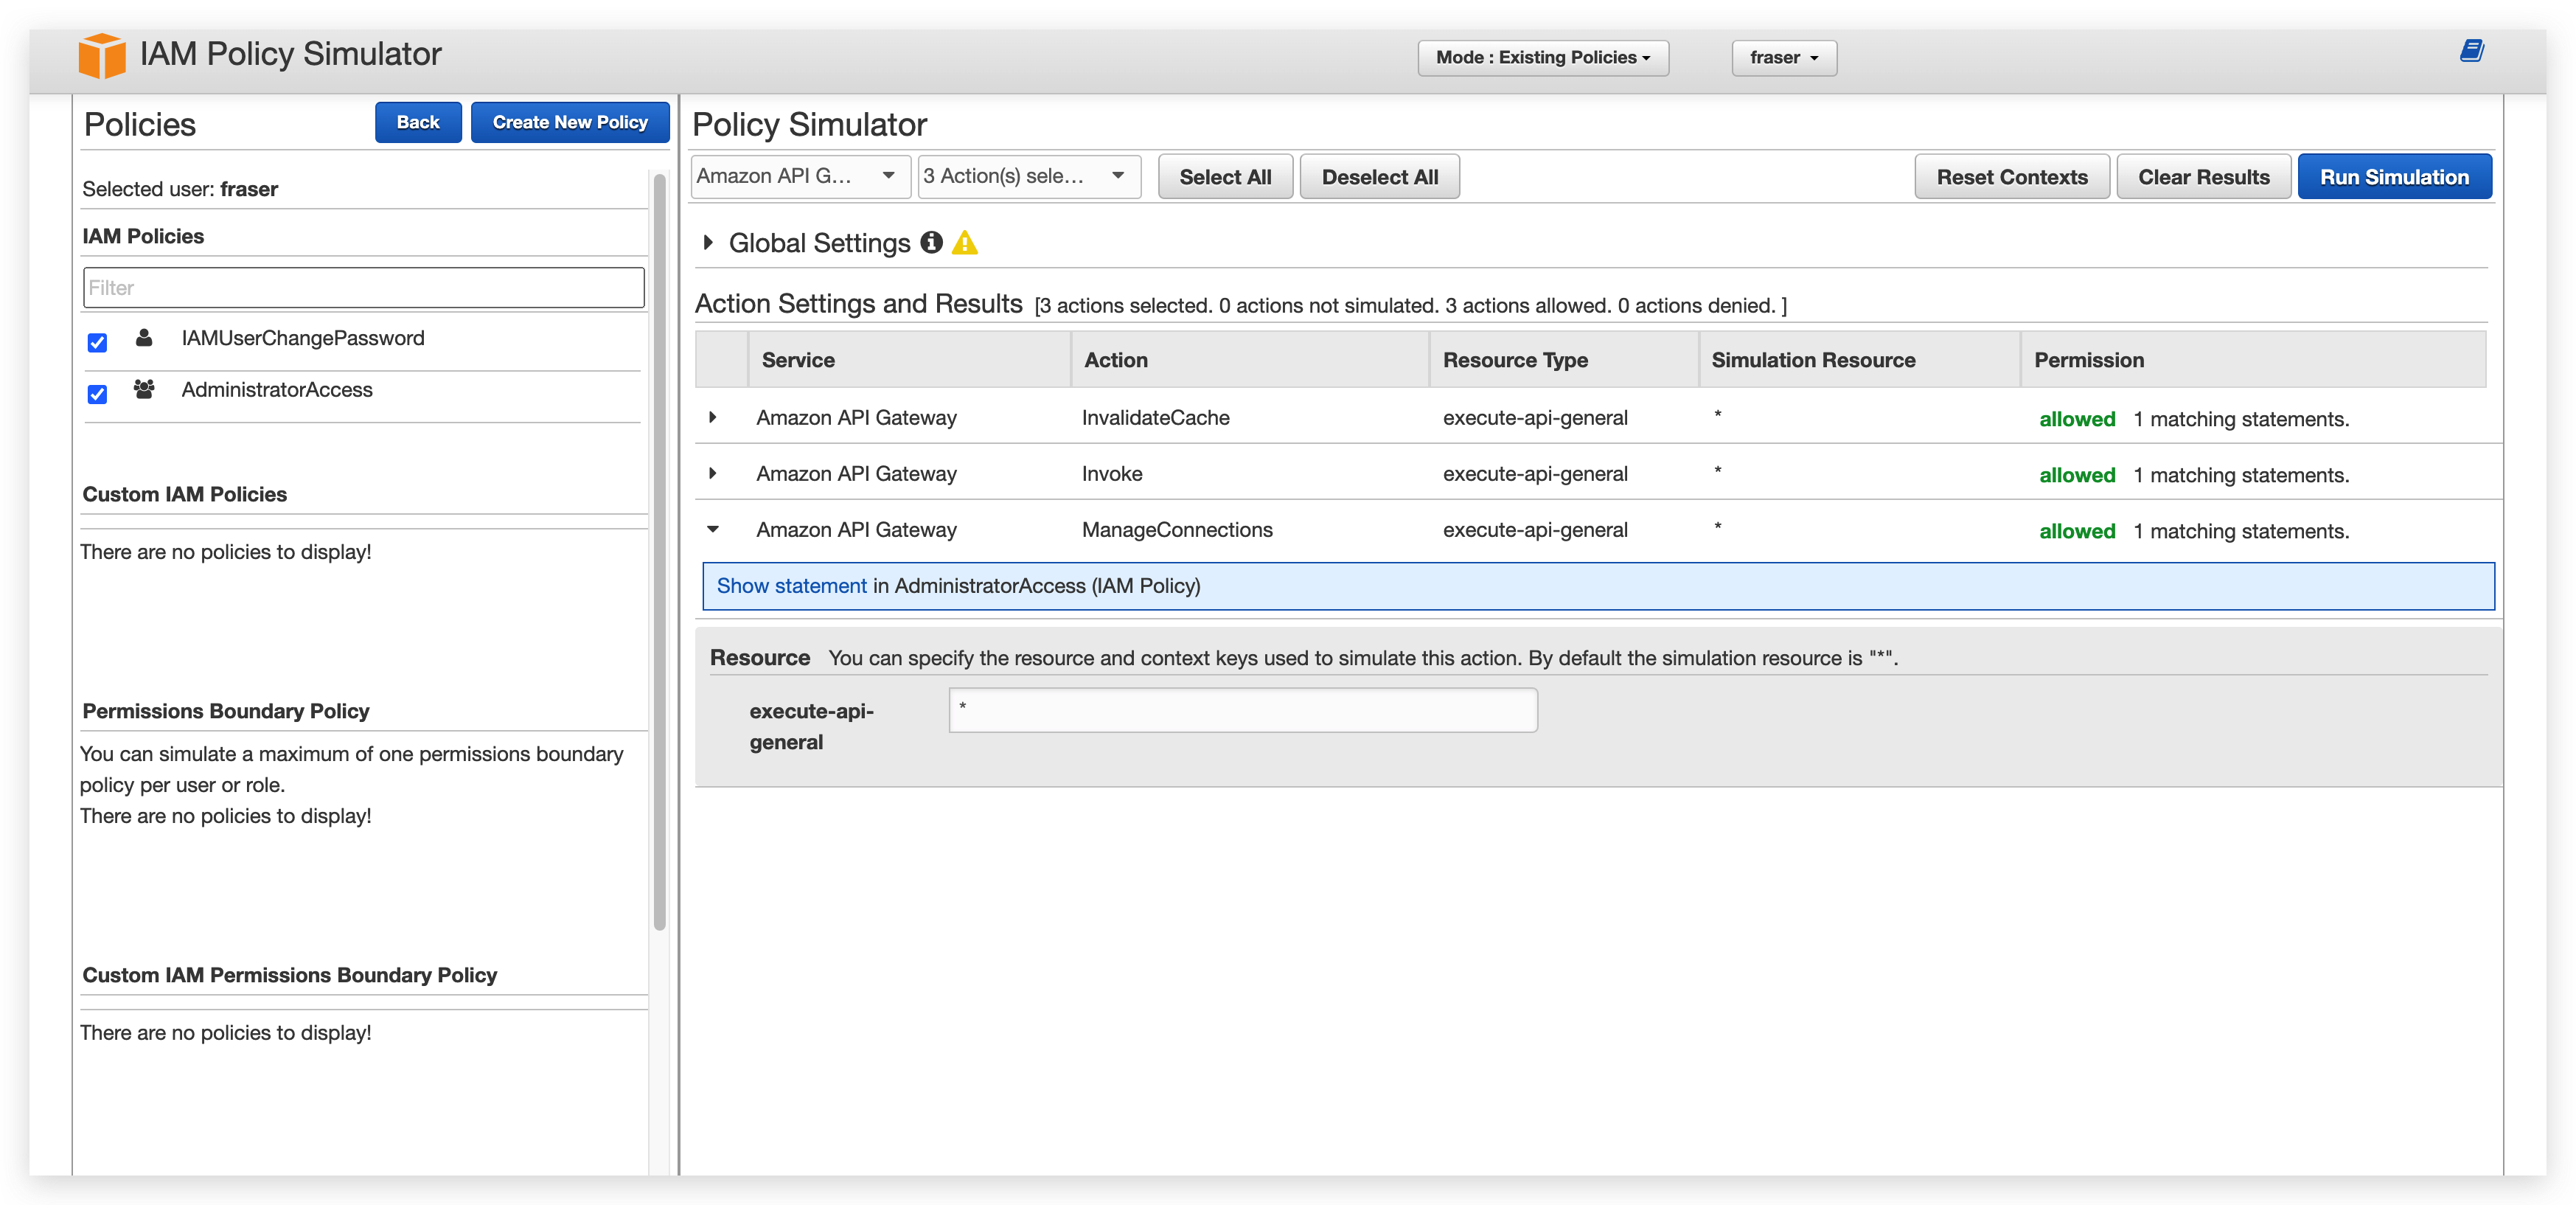 IAM Policy Simulator
Mode : Existing Policies
fraser
Policies
Back
Create New Policy
Selected user: fraser
IAM Policies
Filter
IAMUserChangePassword
AdministratorAccess
Custom IAM Policies
There are no policies to display!
Permissions Boundary Policy
You can simulate a maximum of one permissions boundary
policy per user or role.
There are no policies to display!
Custom IAM Permissions Boundary Policy
There are no policies to display!
Policy Simulator
Amazon API G...
3 Action(s) sele...
Select All
Deselect All
Reset Contexts
Clear Results
Run Simulation
Global Settings
Action Settings and Results [3 actions selected. 0 actions not simulated. 3 actions allowed. 0 actions denied. ]
Service Action Resource Type Simulation Resource Permission
Amazon API Gateway InvalidateCache execute-api-general * allowed 1 matching statements.
Amazon API Gateway Invoke execute-api-general * allowed 1 matching statements.
Amazon API Gateway ManageConnections execute-api-general * allowed 1 matching statements.
Show statement in AdministratorAccess (IAM Policy)
Resource You can specify the resource and context keys used to simulate this action. By default the simulation resource is "*".
execute-api-
general
*